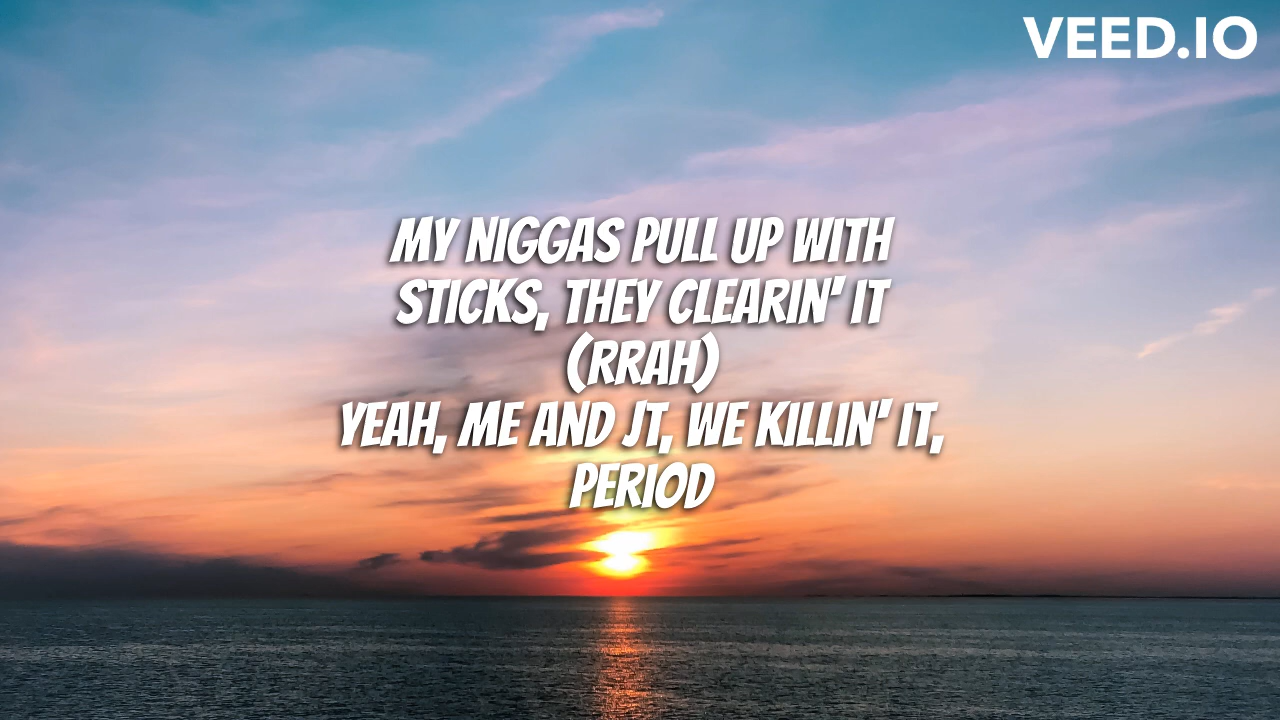 VEED.IO
MY NIGGAS PULL UP WITH
STICKS, THEY CLEARIN' IT
(RRAH)
YEAH, ME AND JT, WE KILLIN' IT,
PERIOD